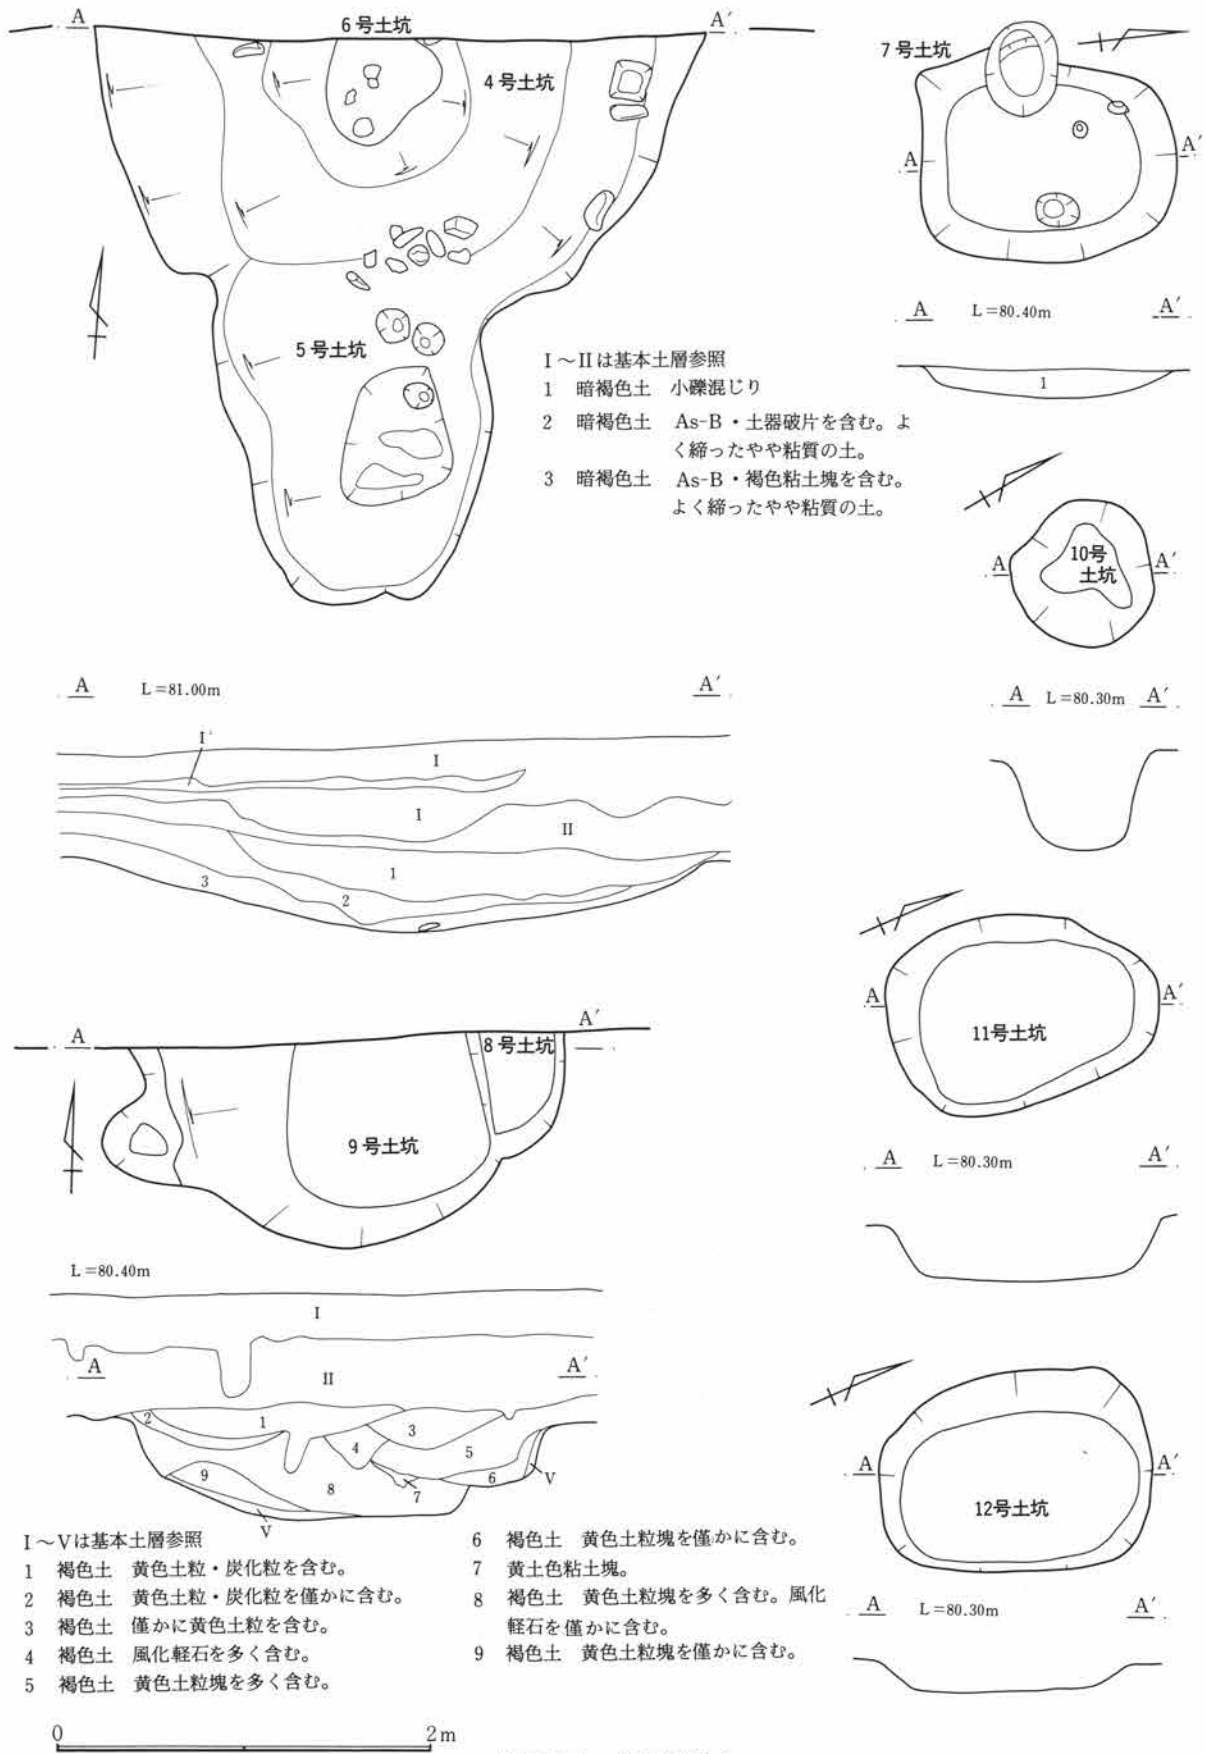 A
6号土坑
A′
4号土坑
5号土坑
I～IIは基本土層参照
1 暗褐色土 小礫混じり
2 暗褐色土 As-B・土器破片を含む。よ
く締ったやや粘質の土。
3 暗褐色土 As-B・褐色粘土塊を含む。
よく締ったやや粘質の土。
7号土坑
A
A′
A L=80.40m A′
1
10号
土坑
A
A′
A L=80.30m A′
A L=81.00m A′
I′
I
I
II
1
2
3
11号土坑
A
A′
A L=80.30m A′
A
A′
8号土坑
9号土坑
L=80.40m
I
A
A′
II
1
2
3
4
5
6
7
8
9
V
V
I～Vは基本土層参照
1 褐色土 黄色土粒・炭化粒を含む。
2 褐色土 黄色土粒・炭化粒を僅かに含む。
3 褐色土 僅かに黄色土粒を含む。
4 褐色土 風化軽石を多く含む。
5 褐色土 黄色土粒塊を多く含む。
6 褐色土 黄色土粒塊を僅かに含む。
7 黄土色粘土塊。
8 褐色土 黄色土粒塊を多く含む。風化
軽石を僅かに含む。
9 褐色土 黄色土粒塊を僅かに含む。
12号土坑
A
A′
A L=80.30m A′
0 2m